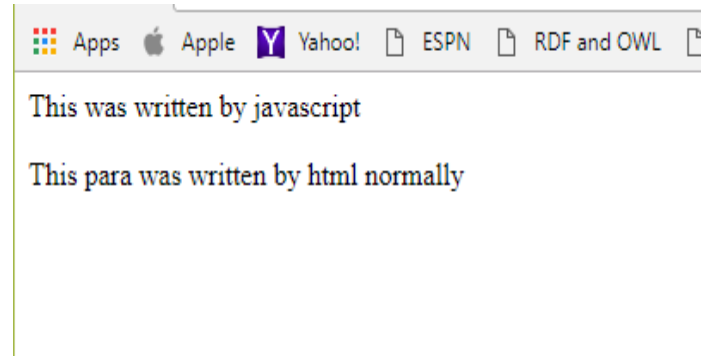 Apps Apple Yahoo! ESPN RDF and OWL
This was written by javascript
This para was written by html normally